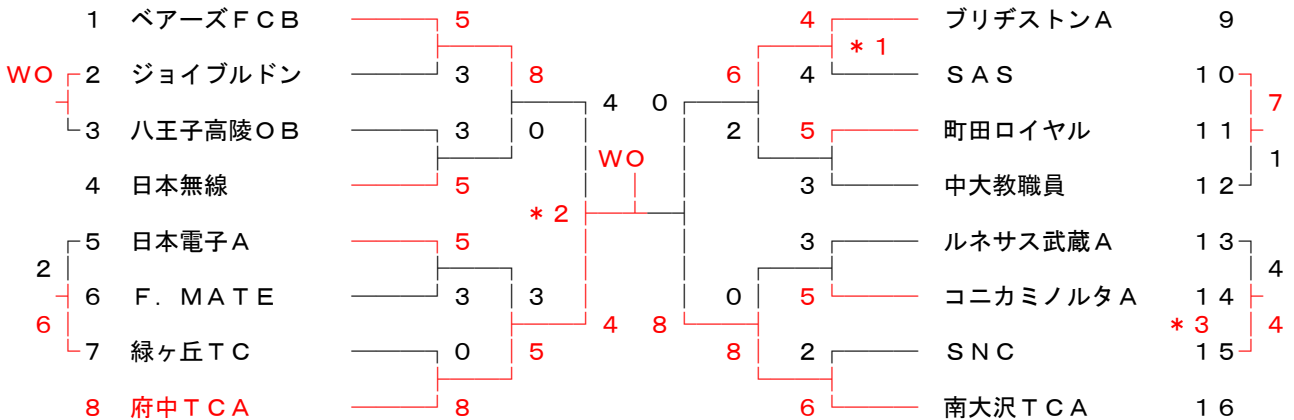 1 ベアーズFCB 5 4 ブリヂストンA 9
*1
WO 2 ジョイブルドン 3 8 6 4 SAS 10
4 0 7
3 八王子高陵OB 3 0 2 5 町田ロイヤル 11
WO 1
4 日本無線 5 3 中大教職員 12
*2
5 日本電子A 5 3 ルネサス武蔵A 13
2 4
6 F.MATE 3 3 0 5 コニカミノルタA 14
6 4 8 *3 4
7 緑ヶ丘TC 0 5 8 2 SNC 15
8 府中TCA 8 6 南大沢TCA 16